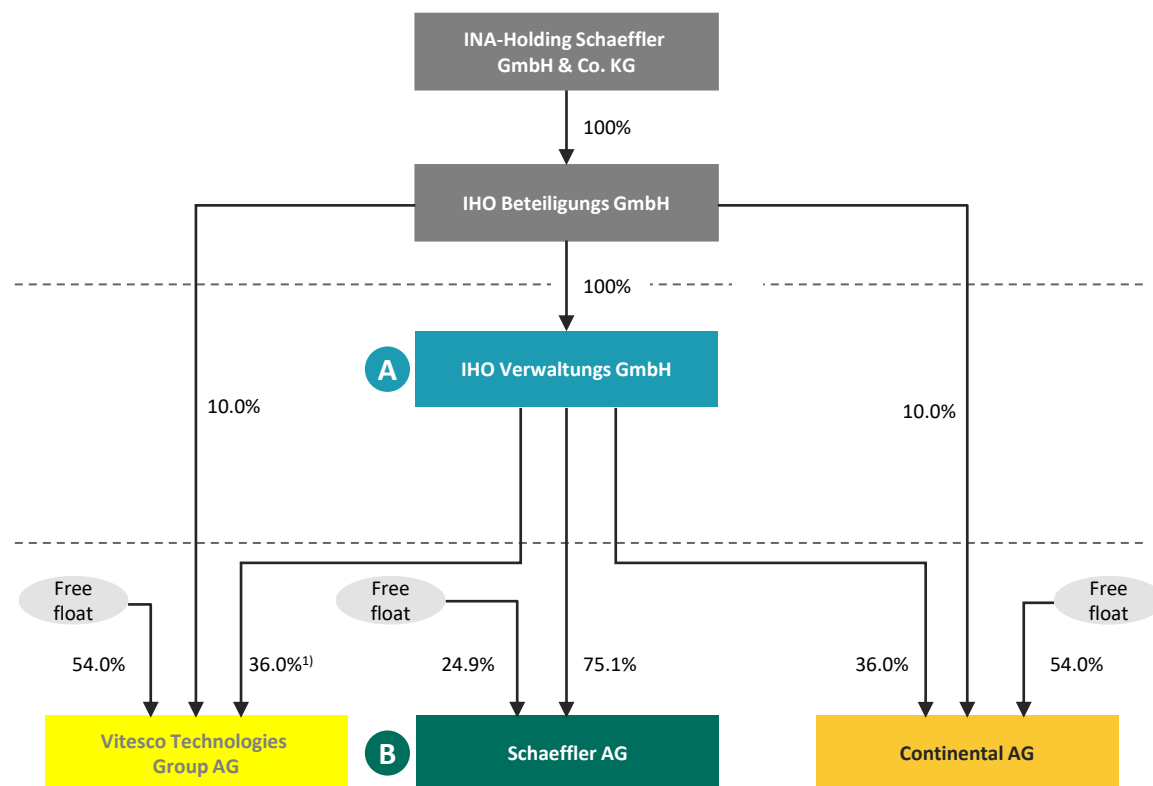 INA-Holding Schaeffler
GmbH & Co. KG
100%
IHO Beteiligungs GmbH
100%
A
IHO Verwaltungs GmbH
10.0%
10.0%
Free
float
Free
float
Free
float
54.0%
36.0%1)
24.9%
75.1%
36.0%
54.0%
Vitesco Technologies
Group AG
B
Schaeffler AG
Continental AG